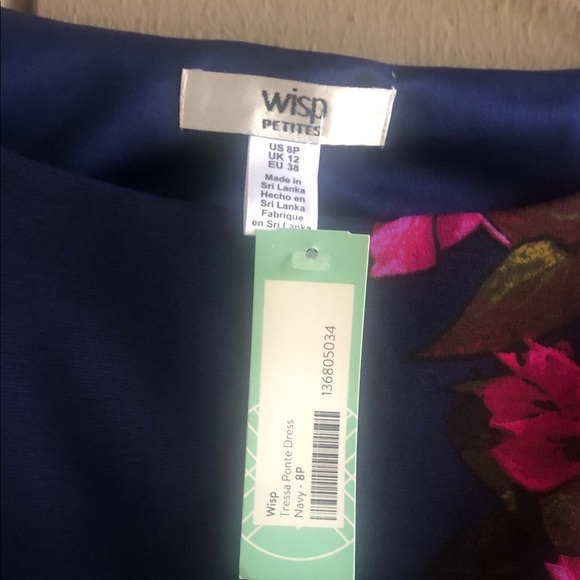 wisp
PETITES
US 8P
UK 12
EU 38
Made in
Sri Lanka
Hecho en
Sri Lanka
Fabrique
en Sri Lanka
136805034
Wisp
Tressa Ponte Dress
Navy - 8P